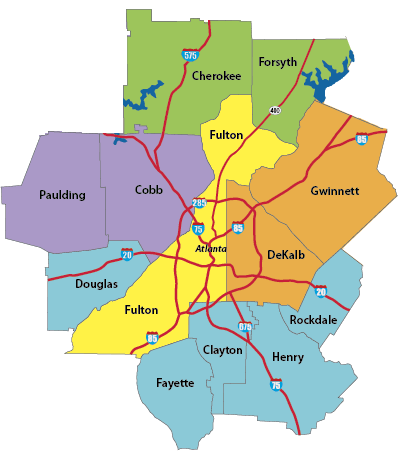 575
Cherokee
Forsyth
400
Fulton
85
Cobb
Paulding
Gwinnett
285
75
85
Atlanta
20
DeKalb
Douglas
20
Fulton
Rockdale
675
85
Clayton
Henry
Fayette
75